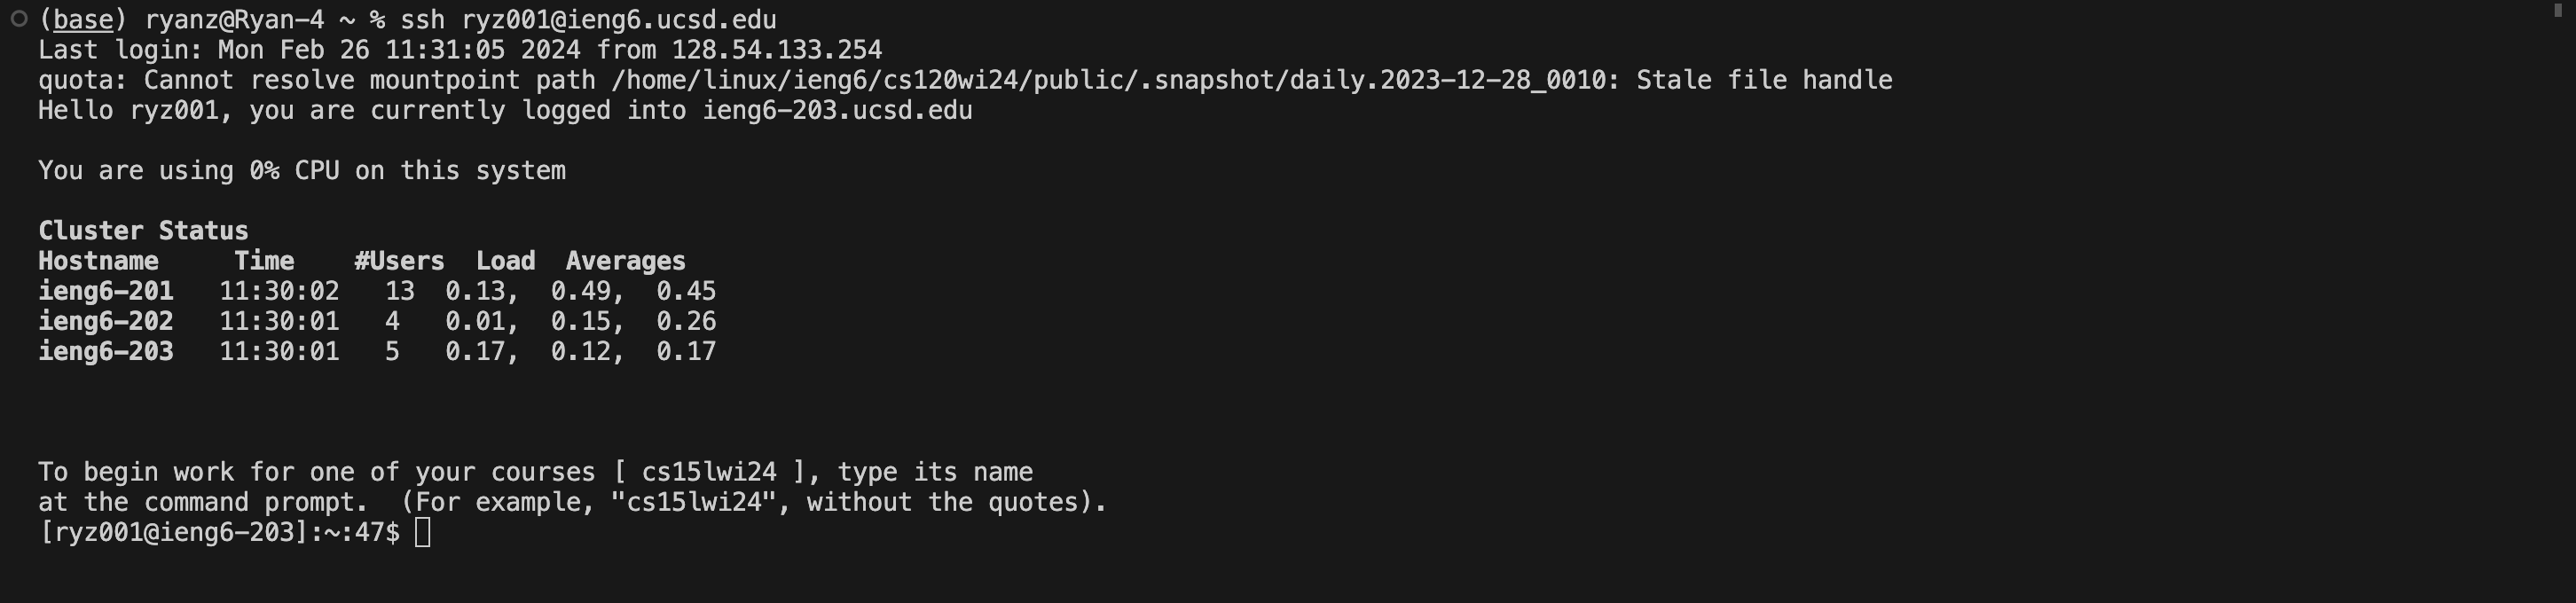 (base) ryanz@Ryan-4 ~ % ssh ryz001@ieng6.ucsd.edu
Last login: Mon Feb 26 11:31:05 2024 from 128.54.133.254
quota: Cannot resolve mountpoint path /home/linux/ieng6/cs120wi24/public/.snapshot/daily.2023-12-28_0010: Stale file handle
Hello ryz001, you are currently logged into ieng6-203.ucsd.edu
You are using 0% CPU on this system
Cluster Status
Hostname     Time    #Users  Load  Averages
ieng6-201   11:30:02   13  0.13,  0.49,  0.45
ieng6-202   11:30:01   4   0.01,  0.15,  0.26
ieng6-203   11:30:01   5   0.17,  0.12,  0.17
To begin work for one of your courses [ cs15lwi24 ], type its name
at the command prompt.  (For example, "cs15lwi24", without the quotes).
[ryz001@ieng6-203]:~:47$